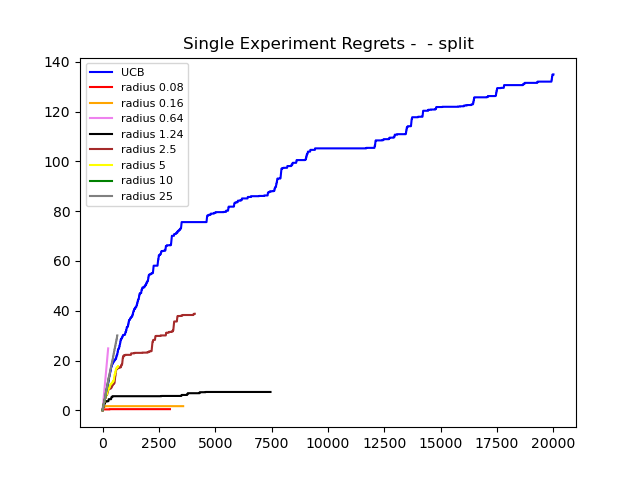 Single Experiment Regrets -  - split
140
120
100
80
60
40
20
0
UCB
radius 0.08
radius 0.16
radius 0.64
radius 1.24
radius 2.5
radius 5
radius 10
radius 25
0 2500 5000 7500 10000 12500 15000 17500 20000